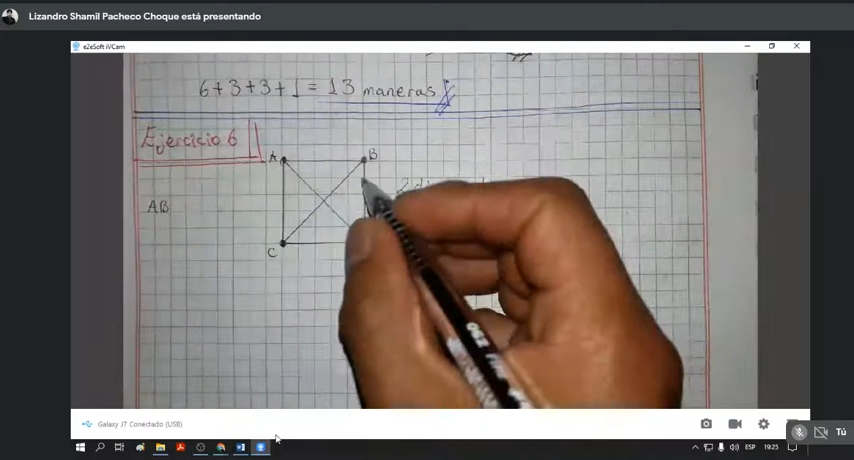 Lizandro Shamil Pacheco Choque está presentando
e2eSoft iVCam
6+3+3+1 = 13 maneras
Ejercicio 6
A B
2
AB
C
Galaxy J7 Conectado (USB)
Tú
ESP 19:25